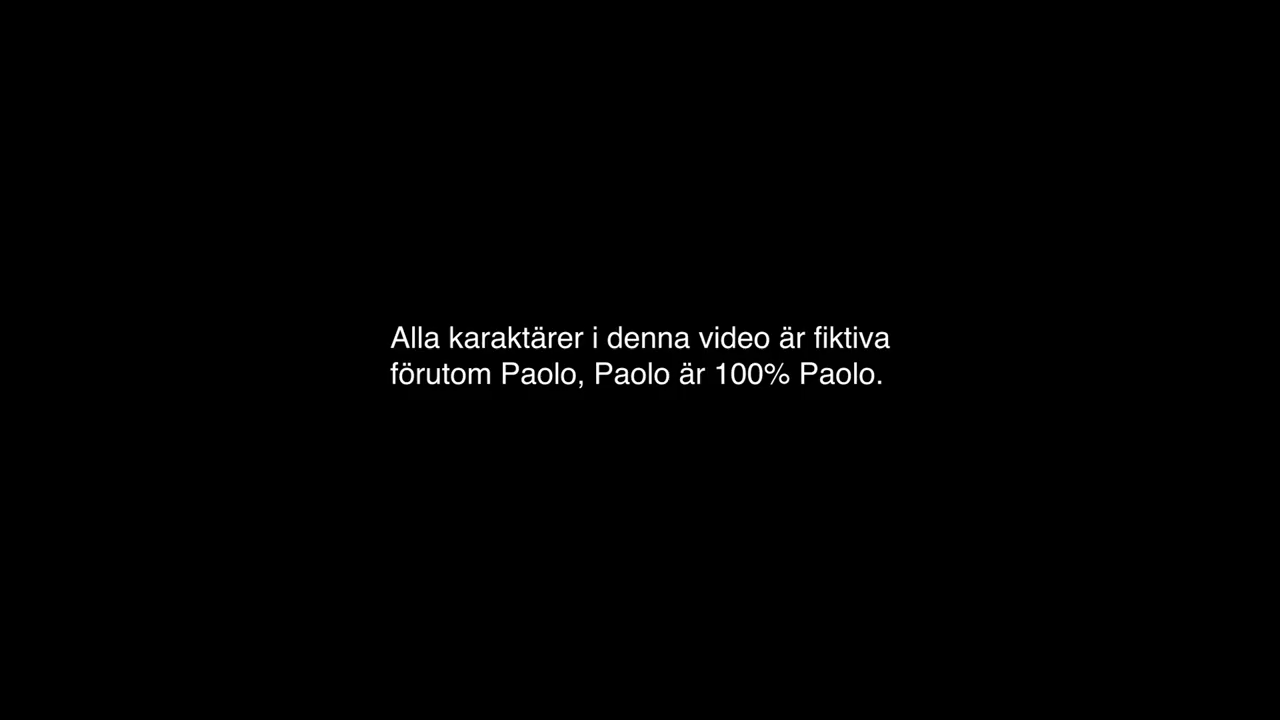 Alla karaktärer i denna video är fiktiva
förutom Paolo, Paolo är 100% Paolo.